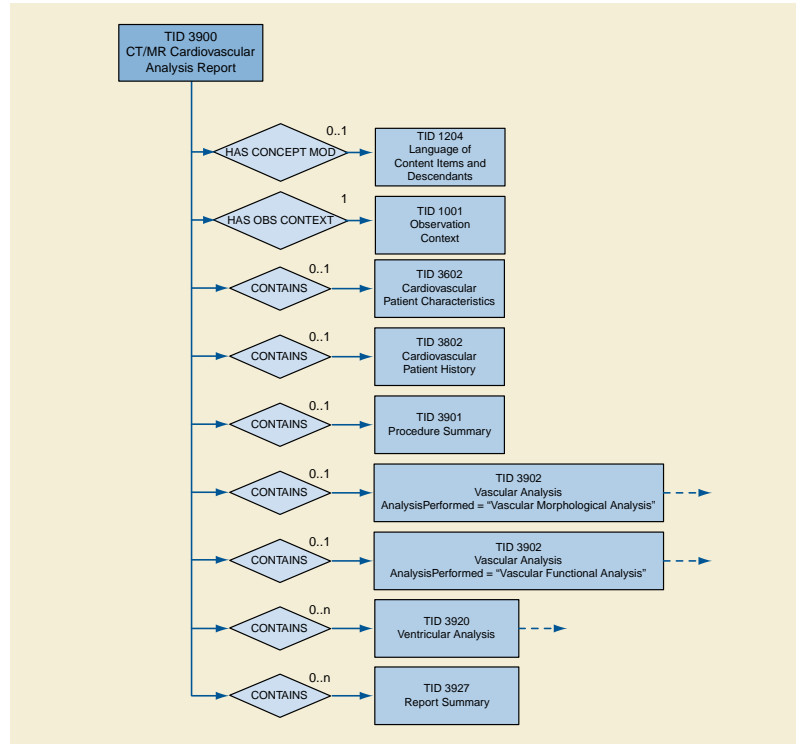 TID 3900
CT/MR Cardiovascular
Analysis Report
0..1
HAS CONCEPT MOD
TID 1204
Language of
Content Items and
Descendants
1
HAS OBS CONTEXT
TID 1001
Observation
Context
0..1
CONTAINS
TID 3602
Cardiovascular
Patient Characteristics
0..1
CONTAINS
TID 3802
Cardiovascular
Patient History
0..1
CONTAINS
TID 3901
Procedure Summary
0..1
CONTAINS
TID 3902
Vascular Analysis
AnalysisPerformed = “Vascular Morphological Analysis”
0..1
CONTAINS
TID 3902
Vascular Analysis
AnalysisPerformed = “Vascular Functional Analysis”
0..n
CONTAINS
TID 3920
Ventricular Analysis
0..n
CONTAINS
TID 3927
Report Summary